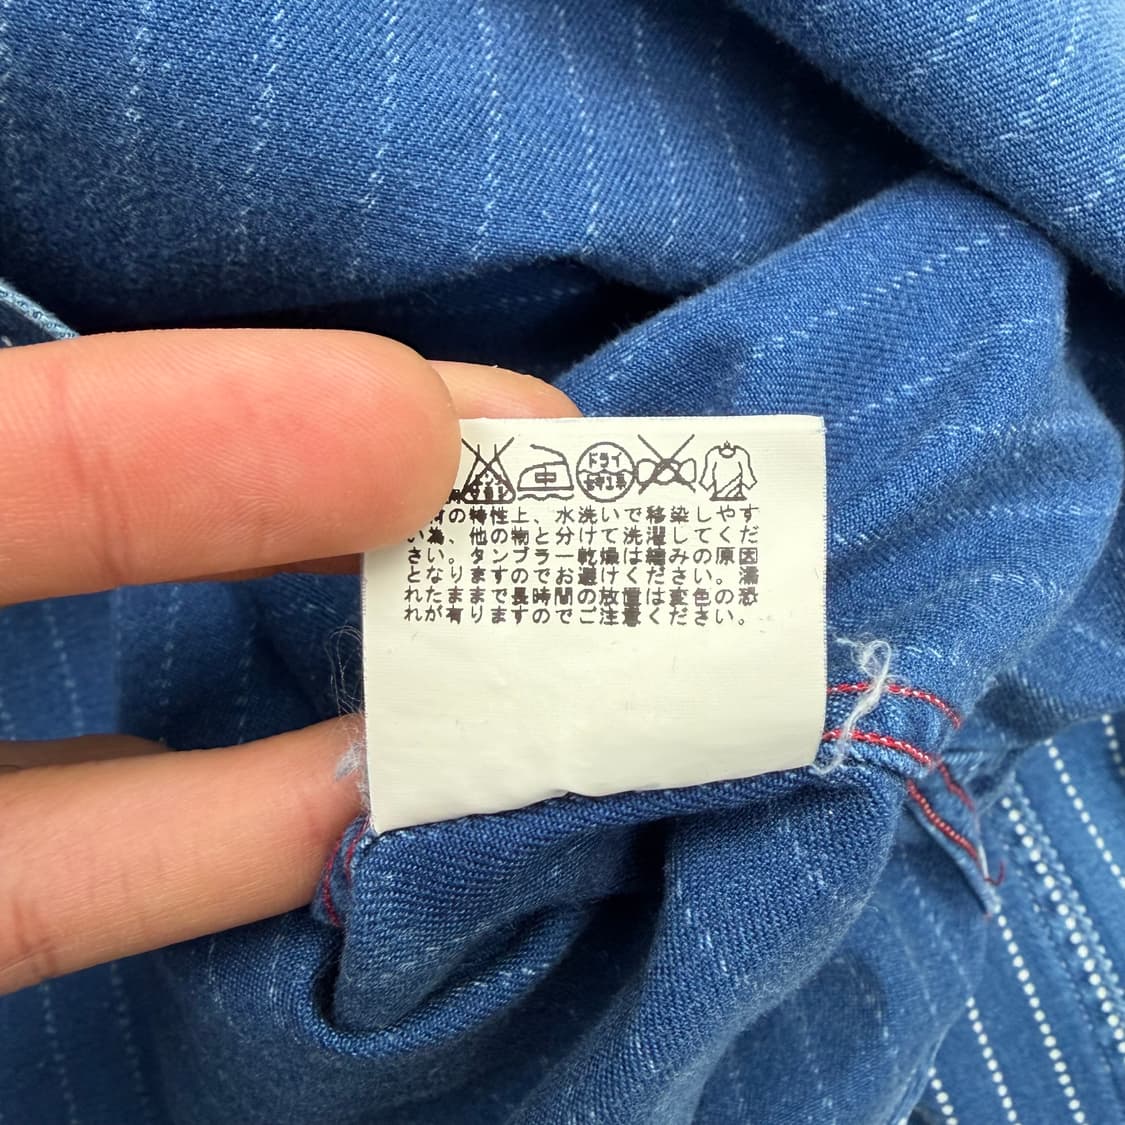 中
ドライ
の特性上、水洗いで移染しやす
い為、他の物と分けて洗濯してくだ
さい。タンブラー乾燥は縮みの原因
となりますのでお避けください。濡
れたままで長時間の放置は変色の恐
れが有りますのでご注意ください。